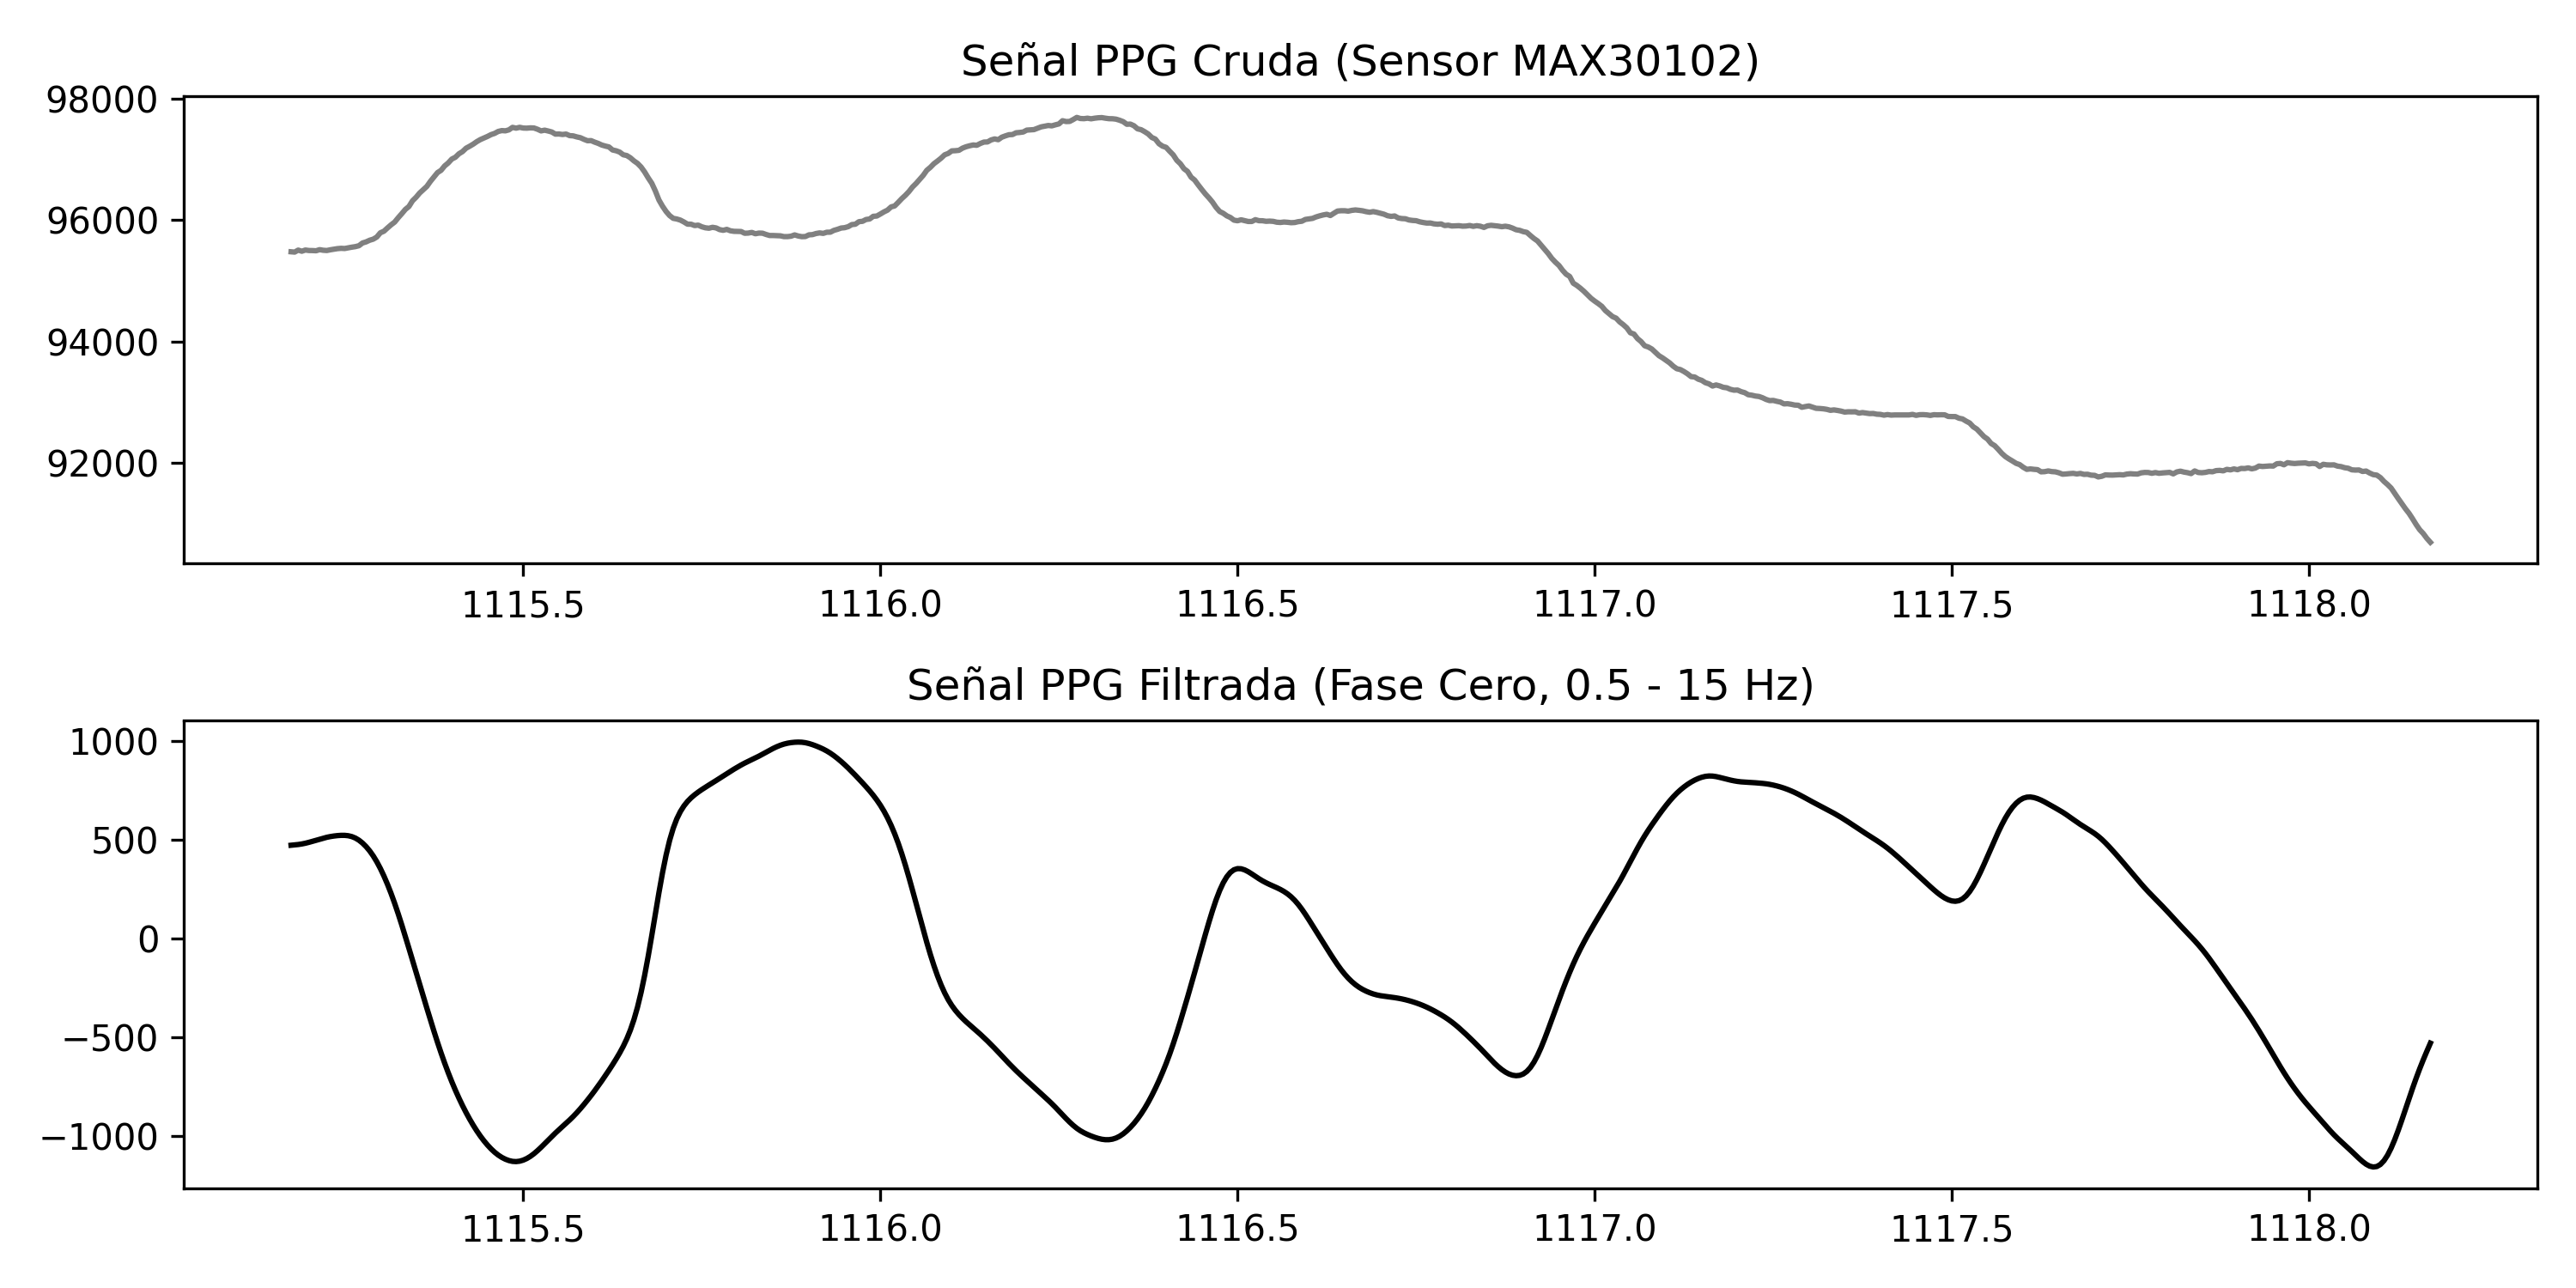 Señal PPG Cruda (Sensor MAX30102)
98000
96000
94000
92000
1115.5 1116.0 1116.5 1117.0 1117.5 1118.0
Señal PPG Filtrada (Fase Cero, 0.5 - 15 Hz)
1000
500
0
−500
−1000
1115.5 1116.0 1116.5 1117.0 1117.5 1118.0